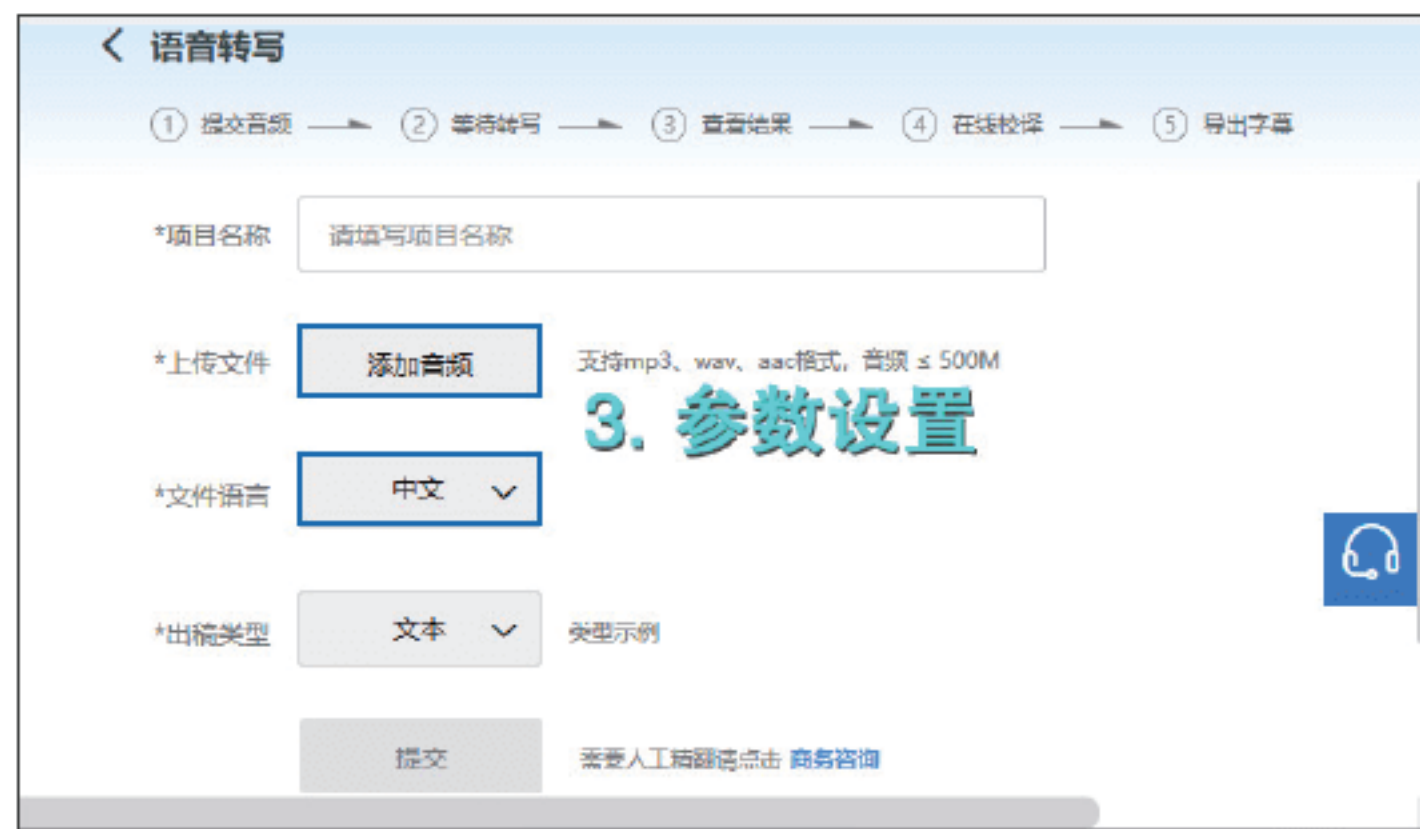 语音转写
① 提交音频 ② 等待转写 ③ 查看结果 ④ 在线校译 ⑤ 导出字幕
*项目名称 请填写项目名称
*上传文件 添加音频 支持mp3、wav、aac格式, 音频 ≤ 500M
3. 参数设置
*文件语言 中文
*出稿类型 文本 类型示例
提交 需要人工精翻请点击 商务咨询